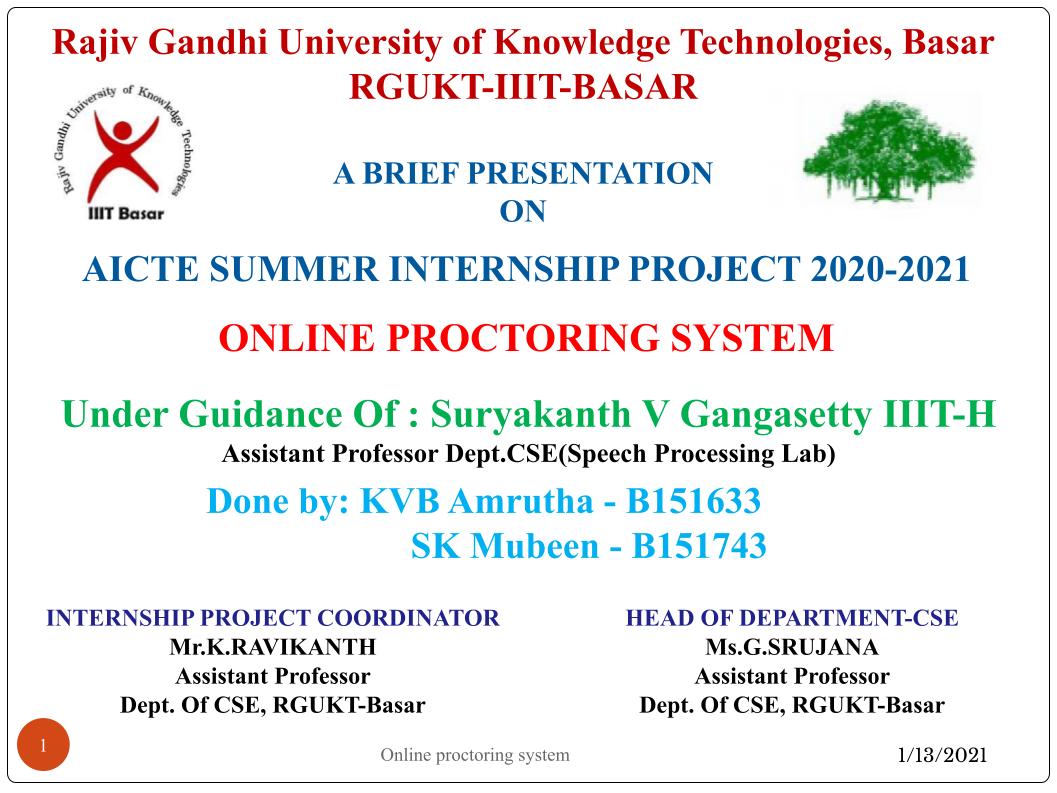 Rajiv Gandhi University of Knowledge Technologies, Basar
RGUKT-IIIT-BASAR
Rajiv Gandhi University of Knowledge Technologies
IIIT Basar
A BRIEF PRESENTATION
ON
AICTE SUMMER INTERNSHIP PROJECT 2020-2021
ONLINE PROCTORING SYSTEM
Under Guidance Of : Suryakanth V Gangasetty IIIT-H
Assistant Professor Dept.CSE(Speech Processing Lab)
Done by: KVB Amrutha - B151633
SK Mubeen - B151743
INTERNSHIP PROJECT COORDINATOR
Mr.K.RAVIKANTH
Assistant Professor
Dept. Of CSE, RGUKT-Basar
HEAD OF DEPARTMENT-CSE
Ms.G.SRUJANA
Assistant Professor
Dept. Of CSE, RGUKT-Basar
1
Online proctoring system
1/13/2021